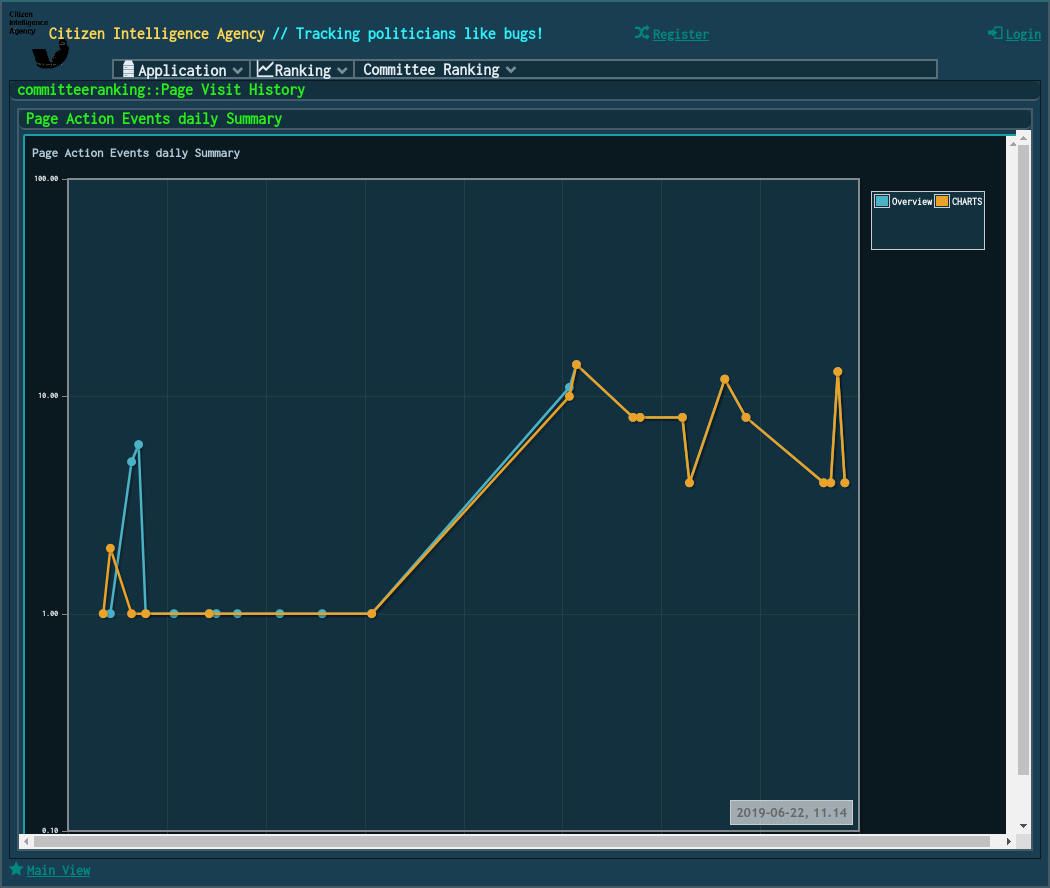 Citizen
Intelligence
Agency
Citizen Intelligence Agency // Tracking politicians like bugs!
Register
Login
Application
Ranking
Committee Ranking
committeeranking::Page Visit History
Page Action Events daily Summary
Page Action Events daily Summary
100.00
10.00
1.00
0.10
Overview
CHARTS
2019-06-22, 11.14
Main View